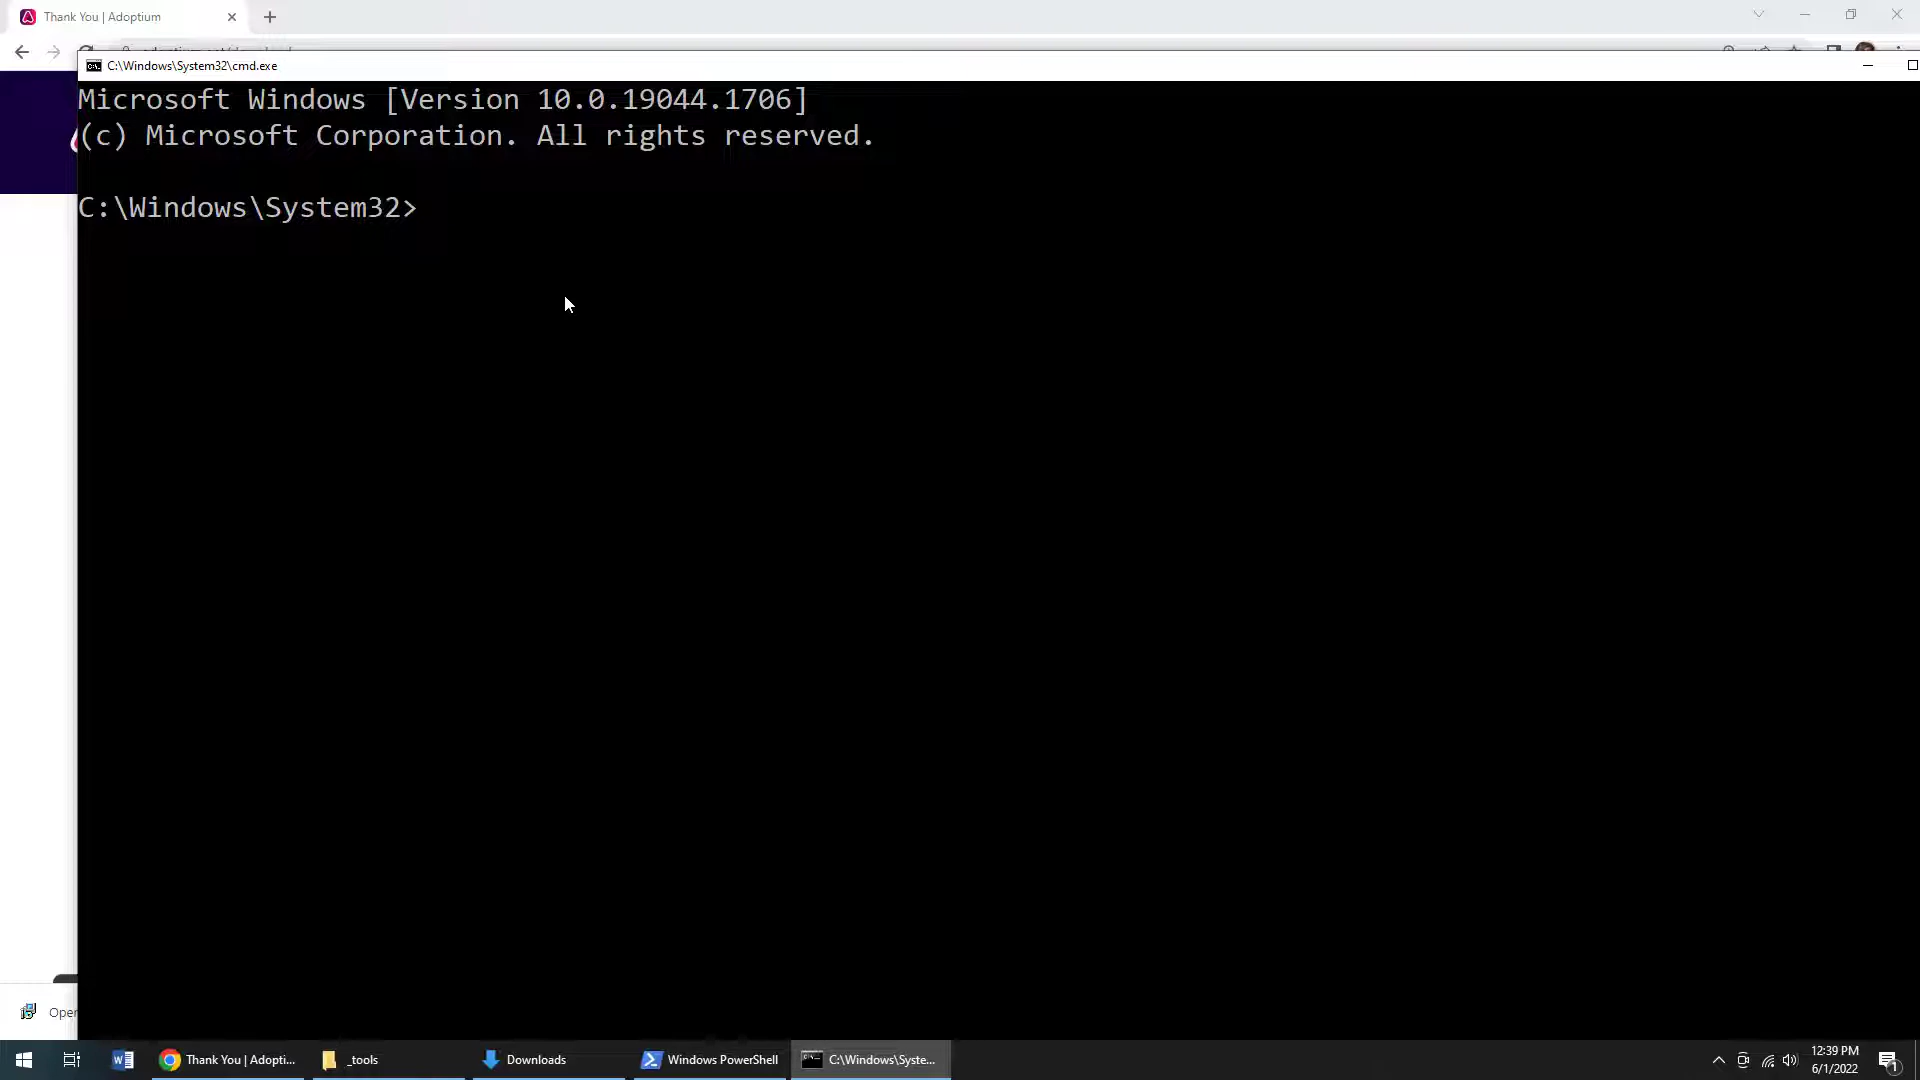 Thank You | Adoptium
C:\Windows\System32\cmd.exe
Microsoft Windows [Version 10.0.19044.1706]
(c) Microsoft Corporation. All rights reserved.
C:\Windows\System32>
Thank You | Adopti...
_tools
Downloads
Windows PowerShell
C:\Windows\Syste...
12:39 PM
6/1/2022
1